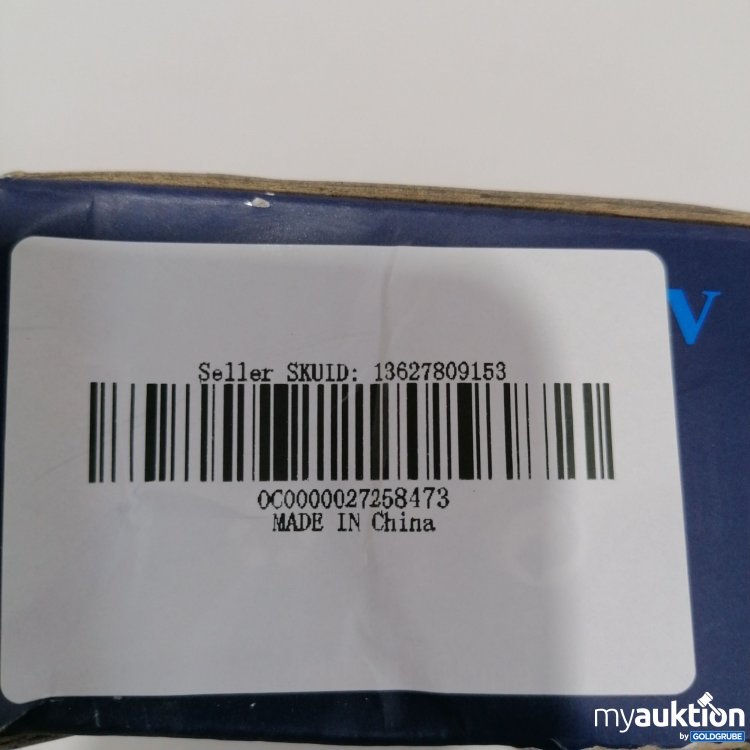 V
Seller SKUID: 13627809153
OC0000027258473
MADE IN China
myauktion
by GOLDGRUBE